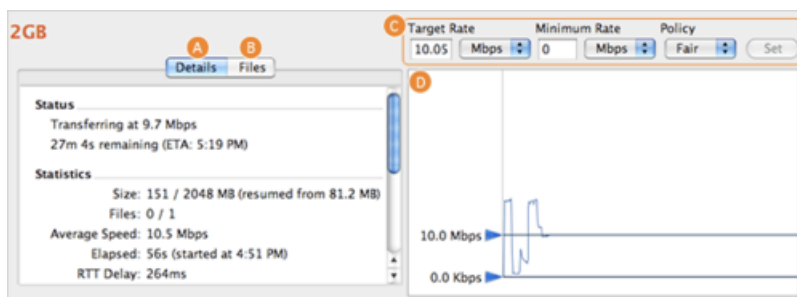 2GB
A B
Details Files
Status
Transferring at 9.7 Mbps
27m 4s remaining (ETA: 5:19 PM)
Statistics
Size: 151 / 2048 MB (resumed from 81.2 MB)
Files: 0 / 1
Average Speed: 10.5 Mbps
Elapsed: 56s (started at 4:51 PM)
RTT Delay: 264ms
C
Target Rate Minimum Rate Policy
10.05 Mbps 0 Mbps Fair Set
D
10.0 Mbps
0.0 Kbps